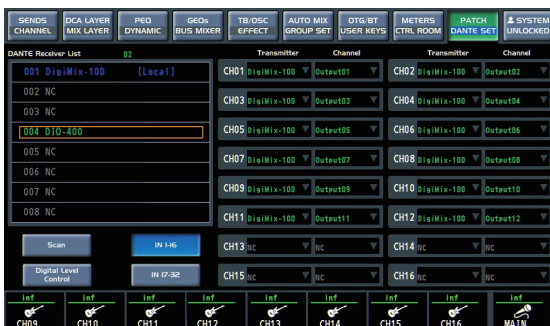 SENDS DCA LAYER PEQ GEQs TB/OSC AUTO MIX OTG/BT METERS PATCH SYSTEM
CHANNEL MIX LAYER DYNAMIC BUS MIXER EFFECT GROUP SET USER KEYS CTRL ROOM DANTE SET UNLOCKED
DANTE Receiver List 02 Transmitter Channel Transmitter Channel
001 DigiMix-100 [Local]
002 NC
003 NC
004 DIO-400
005 NC
006 NC
007 NC
008 NC
CH01 DigiMix-100 Output01 CH02 DigiMix-100 Output02
CH03 DigiMix-100 Output03 CH04 DigiMix-100 Output04
CH05 DigiMix-100 Output05 CH06 DigiMix-100 Output06
CH07 DigiMix-100 Output07 CH08 DigiMix-100 Output08
CH09 DigiMix-100 Output09 CH10 DigiMix-100 Output10
CH11 DigiMix-100 Output11 CH12 DigiMix-100 Output12
CH13 NC NC CH14 NC NC
CH15 NC NC CH16 NC NC
Scan IN 1-16
Digital Level
Control
IN 17-32
inf inf inf inf inf inf inf inf inf
CH09 CH10 CH11 CH12 CH13 CH14 CH15 CH16 MAIN